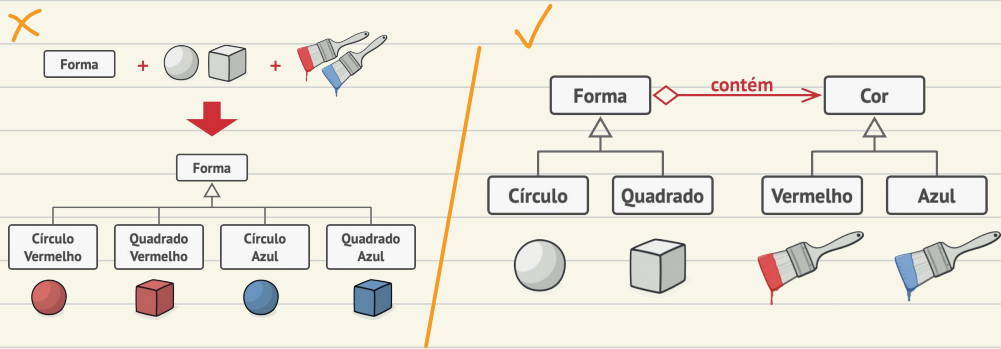 Forma
+
+
Forma
Círculo
Vermelho
Quadrado
Vermelho
Círculo
Azul
Quadrado
Azul
Forma
contém
Cor
Círculo
Quadrado
Vermelho
Azul